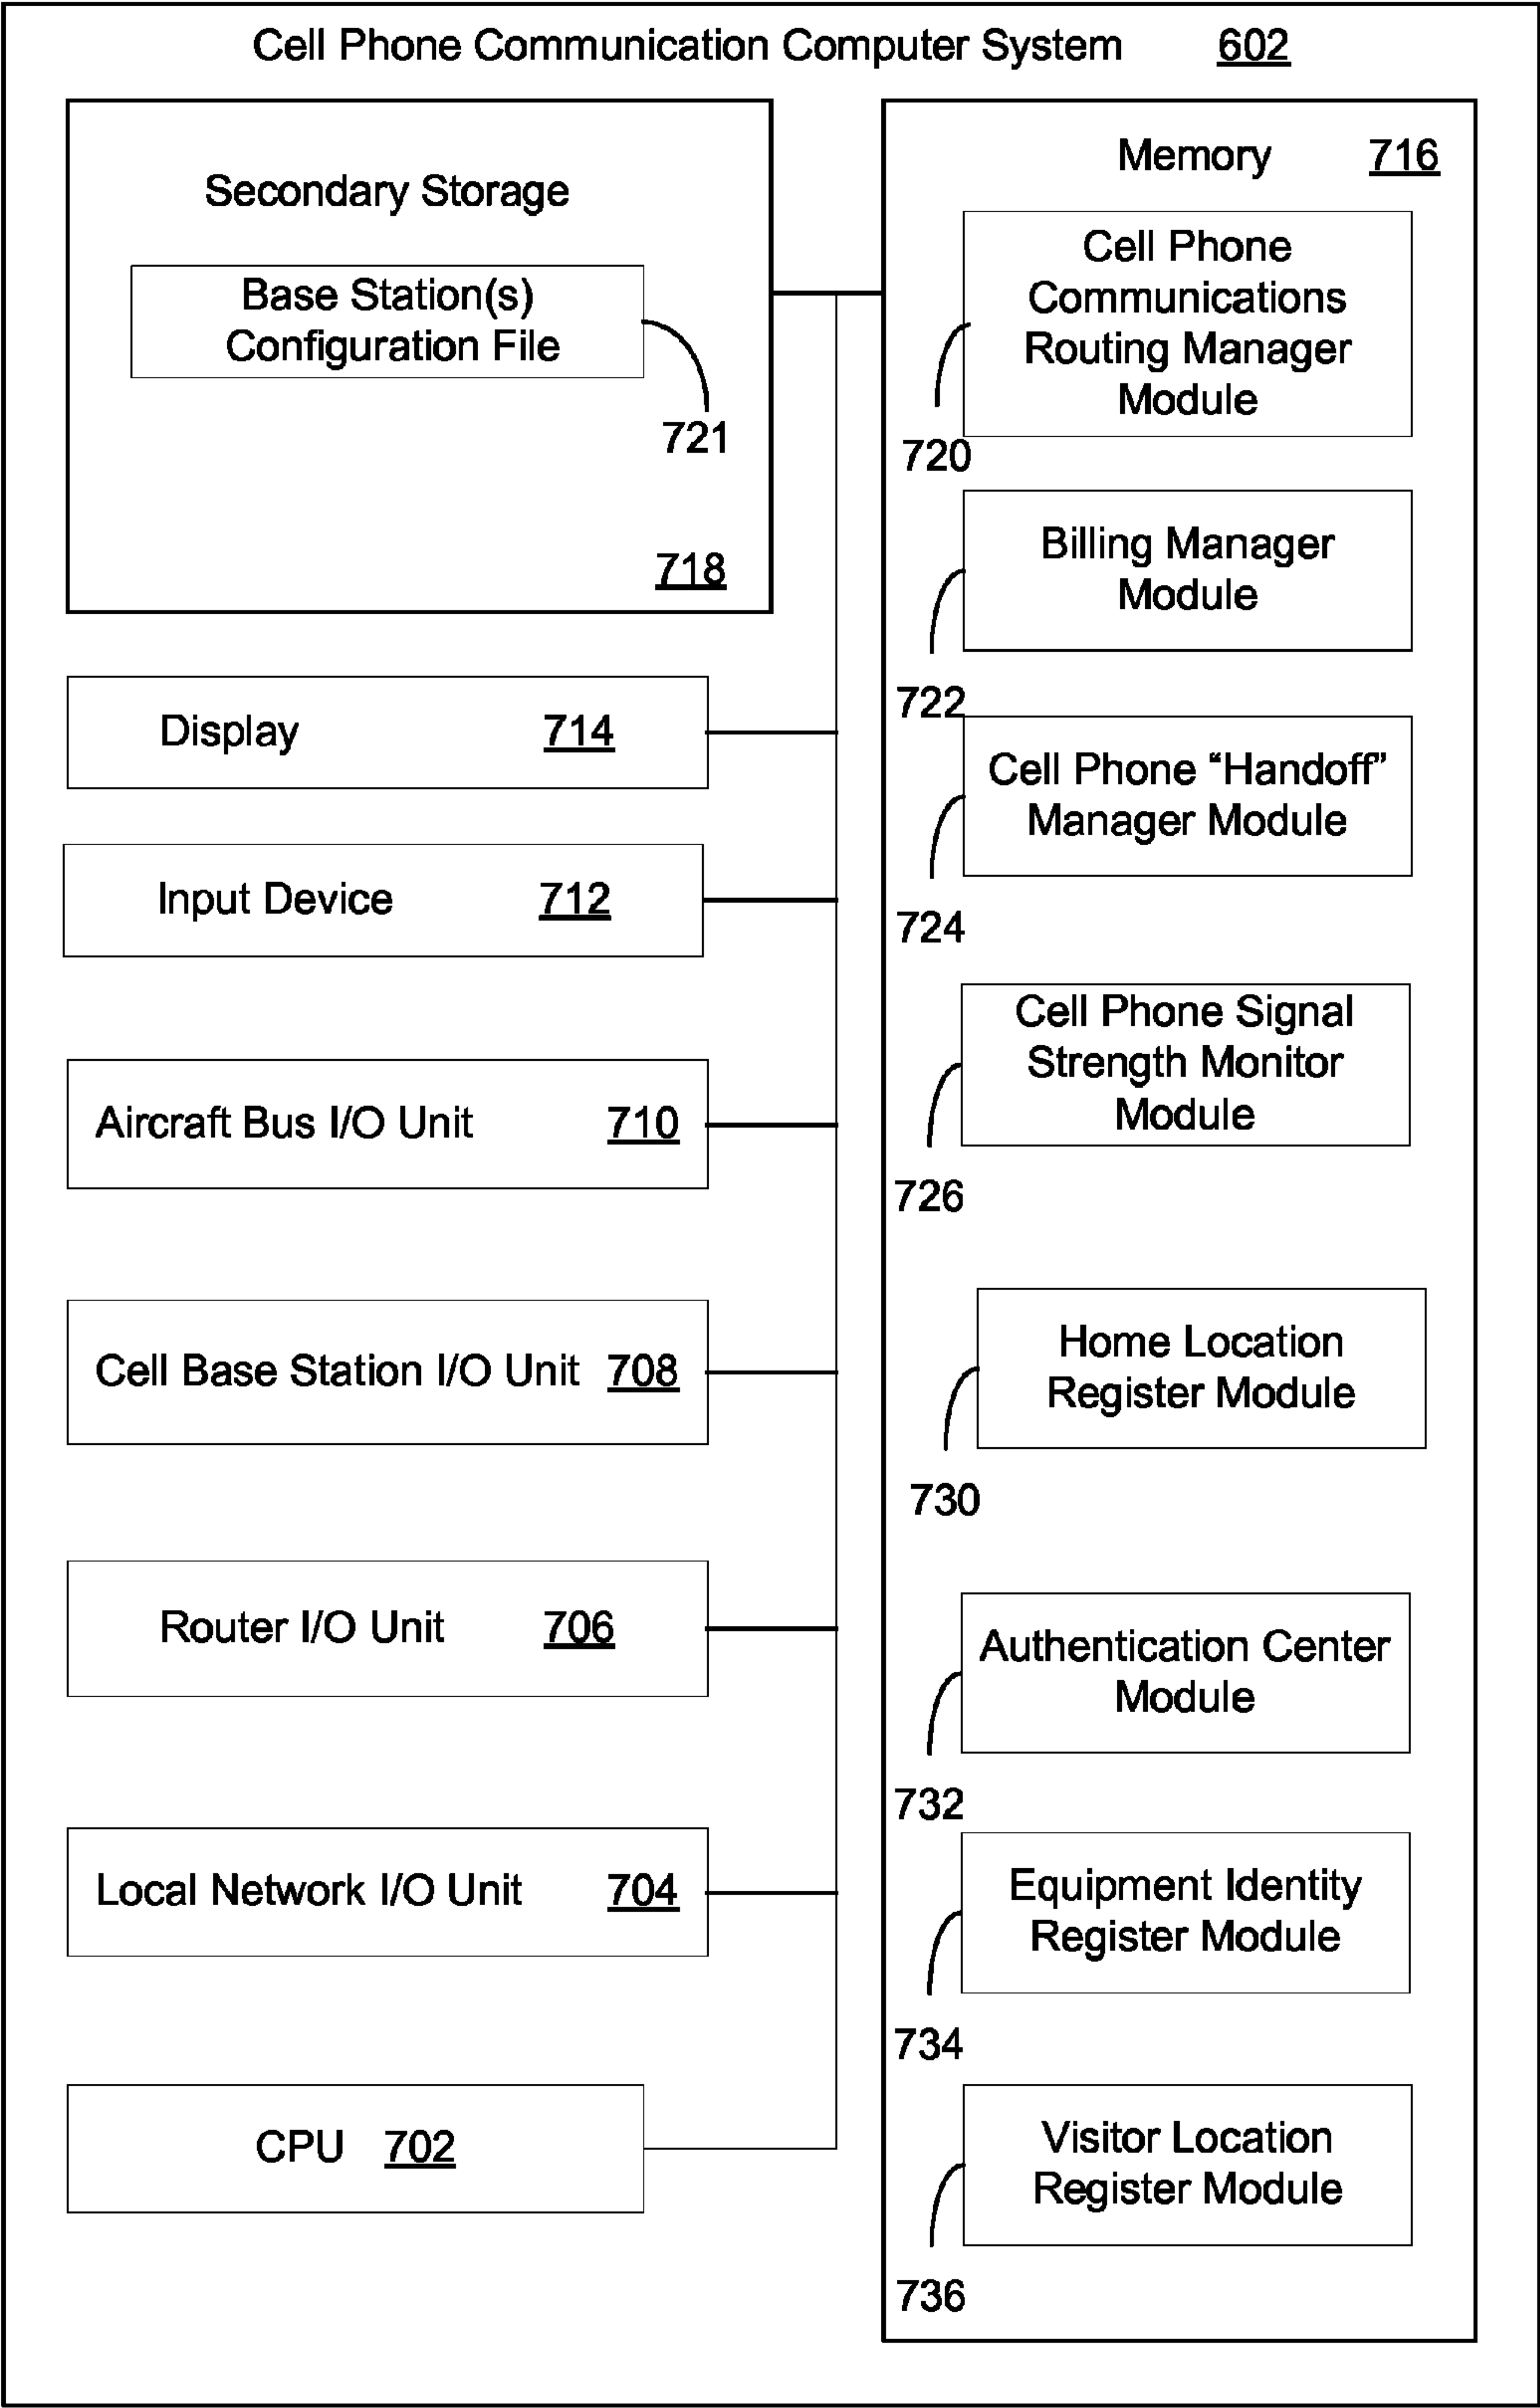 Cell Phone Communication Computer System 602
Secondary Storage
Base Station(s)
Configuration File
721
718
Display 714
Input Device 712
Aircraft Bus I/O Unit 710
Cell Base Station I/O Unit 708
Router I/O Unit 706
Local Network I/O Unit 704
CPU 702
Memory 716
Cell Phone
Communications
Routing Manager
Module
720
Billing Manager
Module
722
Cell Phone “Handoff”
Manager Module
724
Cell Phone Signal
Strength Monitor
Module
726
Home Location
Register Module
730
Authentication Center
Module
732
Equipment Identity
Register Module
734
Visitor Location
Register Module
736